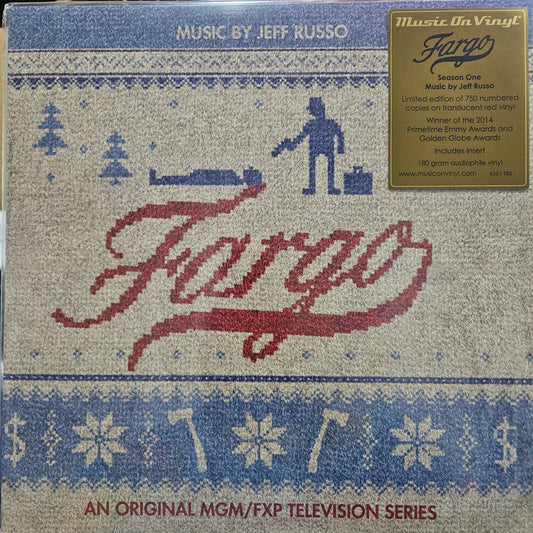 MUSIC BY JEFF RUSSO
Music On Vinyl
Fargo
Season One
Music by Jeff Russo
Limited edition of 750 numbered
copies on translucent red vinyl
Winner of the 2014
Primetime Emmy Awards and
Golden Globe Awards
Includes insert
180 gram audiophile vinyl
www.musiconvinyl.com
/ 750
Fargo
$ $
AN ORIGINAL MGM/FXP TELEVISION SERIES